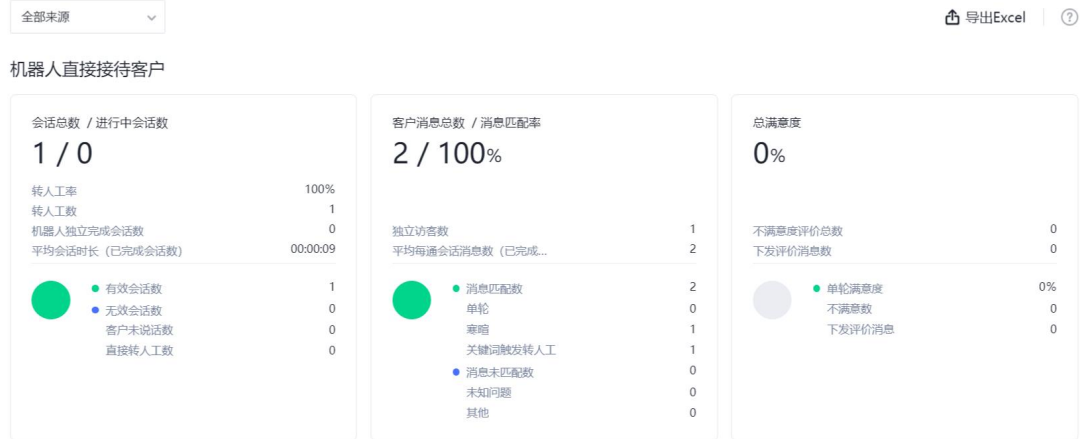 全部来源
导出Excel
?
机器人直接接待客户
会话总数 / 进行中会话数
1 / 0
转人工率 100%
转人工数 1
机器人独立完成会话数 0
平均会话时长（已完成会话数） 00:00:09
有效会话数 1
无效会话数 0
客户未说话数 0
直接转人工数 0
客户消息总数 / 消息匹配率
2 / 100%
独立访客数 1
平均每通会话消息数（已完成... 2
消息匹配数 2
单轮 0
寒暄 1
关键词触发转人工 1
消息未匹配数 0
未知问题 0
其他 0
总满意度
0%
不满意度评价总数 0
下发评价消息数 0
单轮满意度 0%
不满意数 0
下发评价消息 0